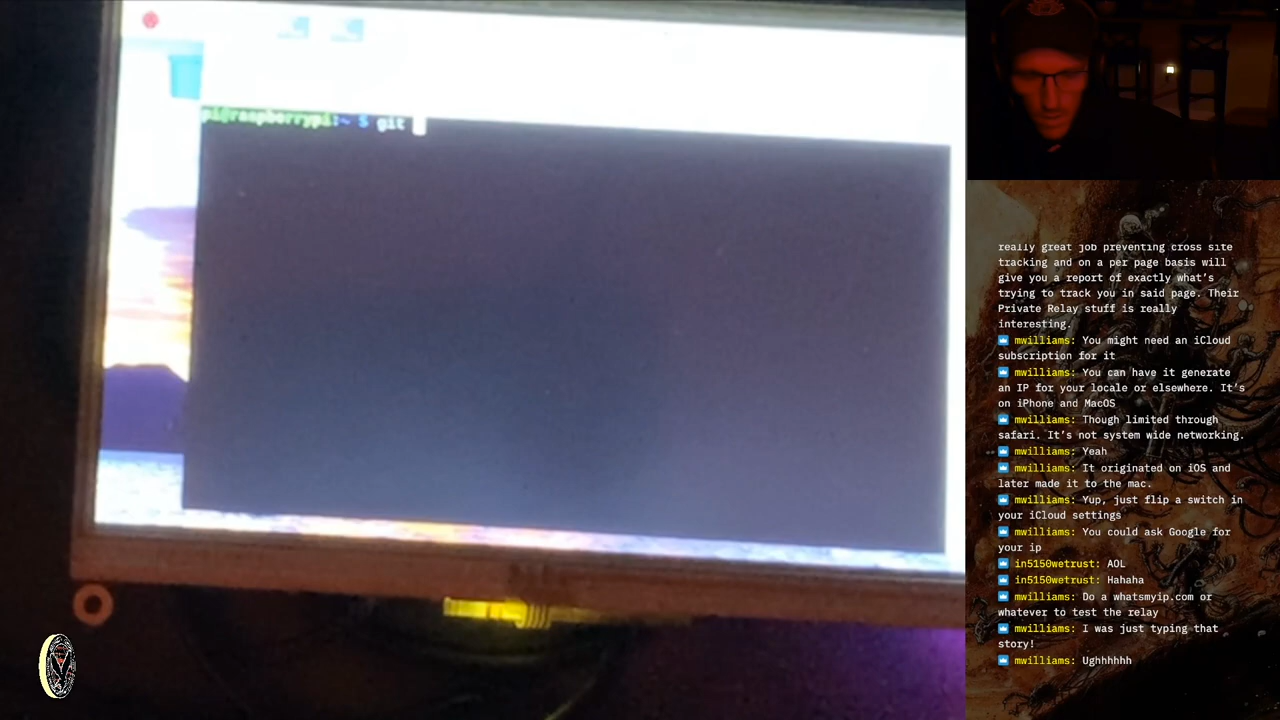 pi@raspberrypi:~ $ git
really great job preventing cross site
tracking and on a per page basis will
give you a report of exactly what's
trying to track you in said page. Their
Private Relay stuff is really
interesting.
mwilliams: You might need an iCloud
subscription for it
mwilliams: You can have it generate
an IP for your locale or elsewhere. It's
on iPhone and MacOS
mwilliams: Though limited through
safari. It's not system wide networking.
mwilliams: Yeah
mwilliams: It originated on iOS and
later made it to the mac.
mwilliams: Yup, just flip a switch in
your iCloud settings
mwilliams: You could ask Google for
your ip
in5150wetrust: AOL
in5150wetrust: Hahaha
mwilliams: Do a whatsmyip.com or
whatever to test the relay
mwilliams: I was just typing that
story!
mwilliams: Ughhhhhh